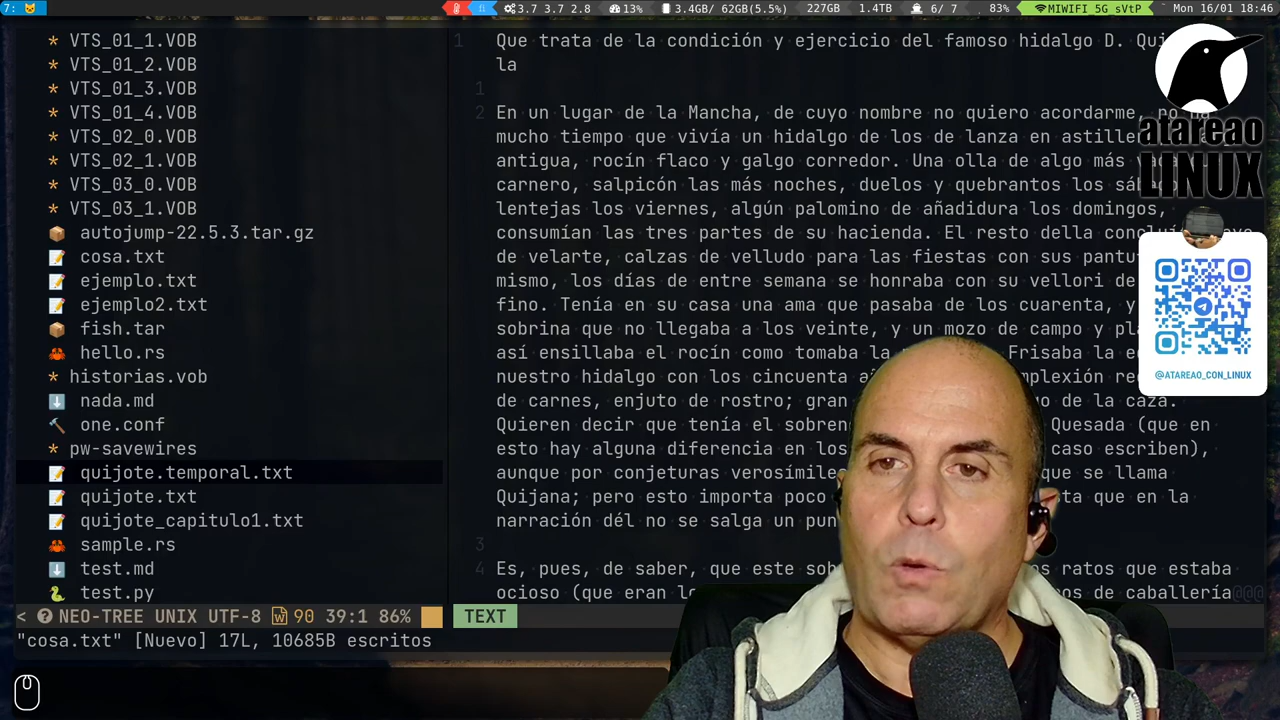 7:
3.7 3.7 2.8 13% 3.4GB/ 62GB(5.5%) 227GB 1.4TB 6/ 7 . 83% MIWIFI 5G sVtP Mon 16/01 18:46
* VTS_01_1.VOB
* VTS_01_2.VOB
* VTS_01_3.VOB
* VTS_01_4.VOB
* VTS_02_0.VOB
* VTS_02_1.VOB
* VTS_03_0.VOB
* VTS_03_1.VOB
autojump-22.5.3.tar.gz
cosa.txt
ejemplo.txt
ejemplo2.txt
fish.tar
hello.rs
* historias.vob
nada.md
one.conf
* pw-savewires
quijote.temporal.txt
quijote.txt
quijote_capitulo1.txt
sample.rs
test.md
test.py
< NEO-TREE UNIX UTF-8 90 39:1 86%
"cosa.txt" [Nuevo] 17L, 10685B escritos
1 Que trata de la condición y ejercicio del famoso hidalgo D.
la
1
2 En un lugar de la Mancha, de cuyo nombre no quiero acordarme,
mucho tiempo que vivía un hidalgo de los de lanza en
antigua, rocín flaco y galgo corredor. Una olla de algo más
carnero, salpicón las más noches, duelos y quebrantos los
lentejas los viernes, algún palomino de añadidura los domingos,
consumían las tres partes de su hacienda. El resto della
de velarte, calzas de velludo para las fiestas con sus
mismo, los días de entre semana se honraba con su vellori de
fino. Tenía en su casa una ama que pasaba de los cuarenta, y
sobrina que no llegaba a los veinte, y un mozo de campo y
así ensillaba el rocín como tomaba la Frisaba la
nuestro hidalgo con los cincuenta
de carnes, enjuto de rostro; gran de la caza.
Quieren decir que tenía el Quesada (que en
esto hay alguna diferencia en los caso escriben),
aunque por conjeturas que se llama
Quijana; pero esto importa poco que en la
narración dél no se salga un
3
4 Es, pues, de saber, que este ratos que estaba
ocioso (que eran de caballería@@@
TEXT
atareao
LINUX
@ATAREAO_CON_LINUX